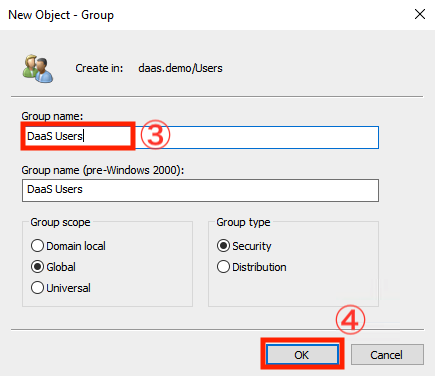 New Object - Group
Create in: daas.demo/Users
Group name:
DaaS Users
③
Group name (pre-Windows 2000):
DaaS Users
Group scope
Domain local
Global
Universal
Group type
Security
Distribution
④
OK
Cancel